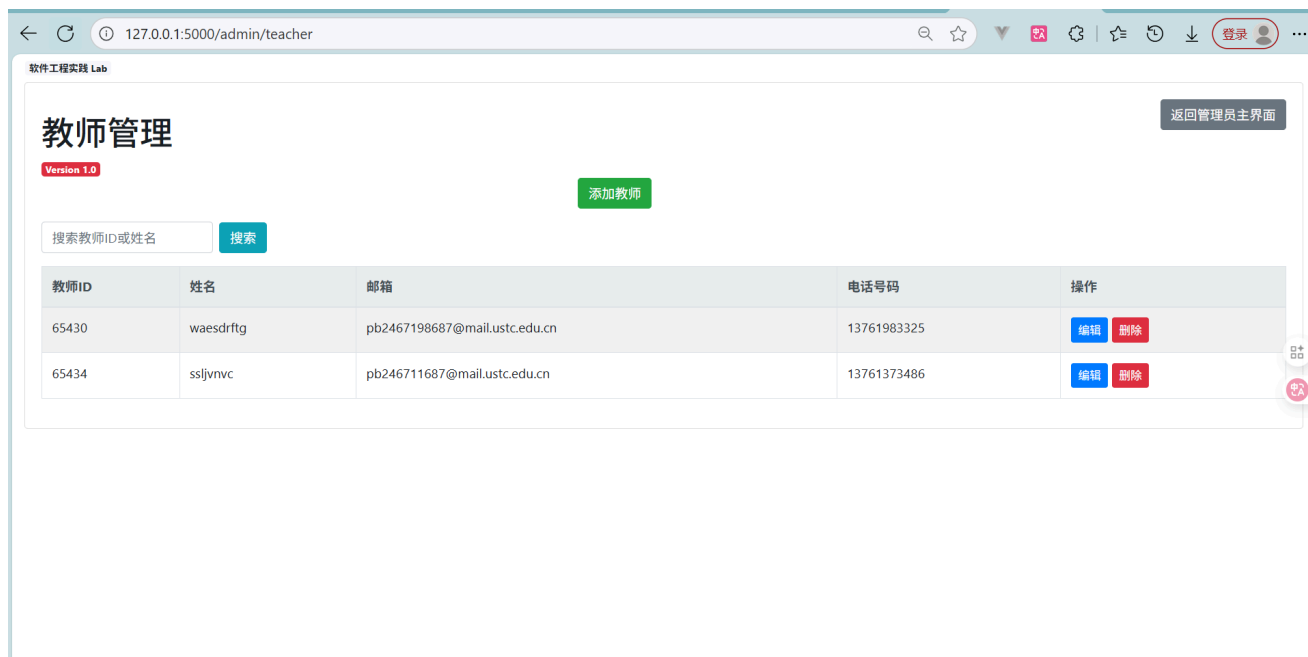 127.0.0.1:5000/admin/teacher
登录
软件工程实践 Lab
教师管理
返回管理员主界面
Version 1.0
添加教师
搜索教师ID或姓名 搜索
教师ID 姓名 邮箱 电话号码 操作
65430 waesdrftg pb2467198687@mail.ustc.edu.cn 13761983325 编辑 删除
65434 ssljvnvc pb246711687@mail.ustc.edu.cn 13761373486 编辑 删除